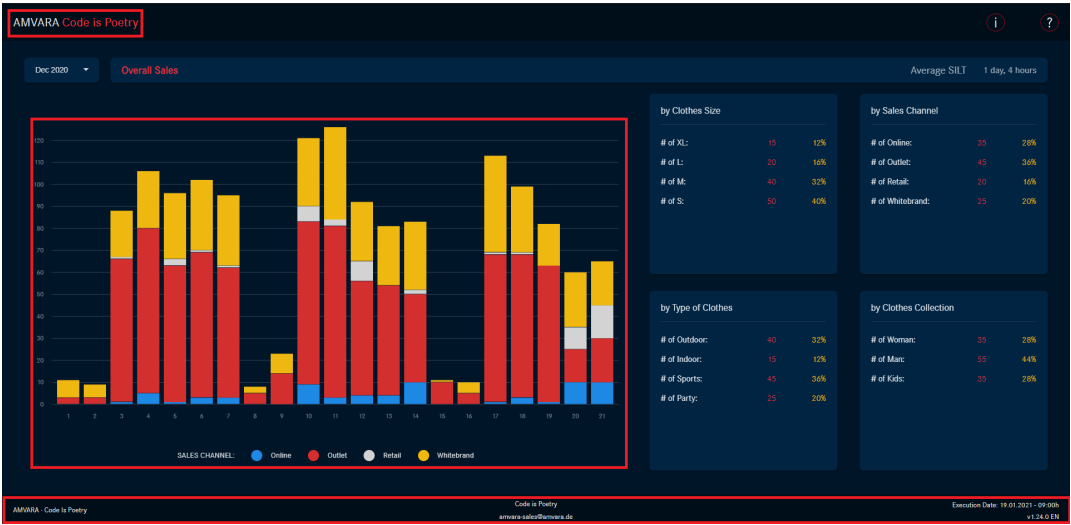 AMVARA Code is Poetry
i
?
Dec 2020
Overall Sales
Average SILT 1 day, 4 hours
120
110
100
90
80
70
60
50
40
30
20
10
0
1 2 3 4 5 6 7 8 9 10 11 12 13 14 15 16 17 18 19 20 21
SALES CHANNEL: Online Outlet Retail Whitebrand
by Clothes Size
# of XL: 15 12%
# of L: 20 16%
# of M: 40 32%
# of S: 50 40%
by Sales Channel
# of Online: 35 28%
# of Outlet: 45 36%
# of Retail: 20 16%
# of Whitebrand: 25 20%
by Type of Clothes
# of Outdoor: 40 32%
# of Indoor: 15 12%
# of Sports: 45 36%
# of Party: 25 20%
by Clothes Collection
# of Woman: 35 28%
# of Man: 55 44%
# of Kids: 35 28%
AMVARA - Code Is Poetry
Code is Poetry
amvara-sales@amvara.de
Execution Date: 19.01.2021 - 09:00h
v1.24.0 EN